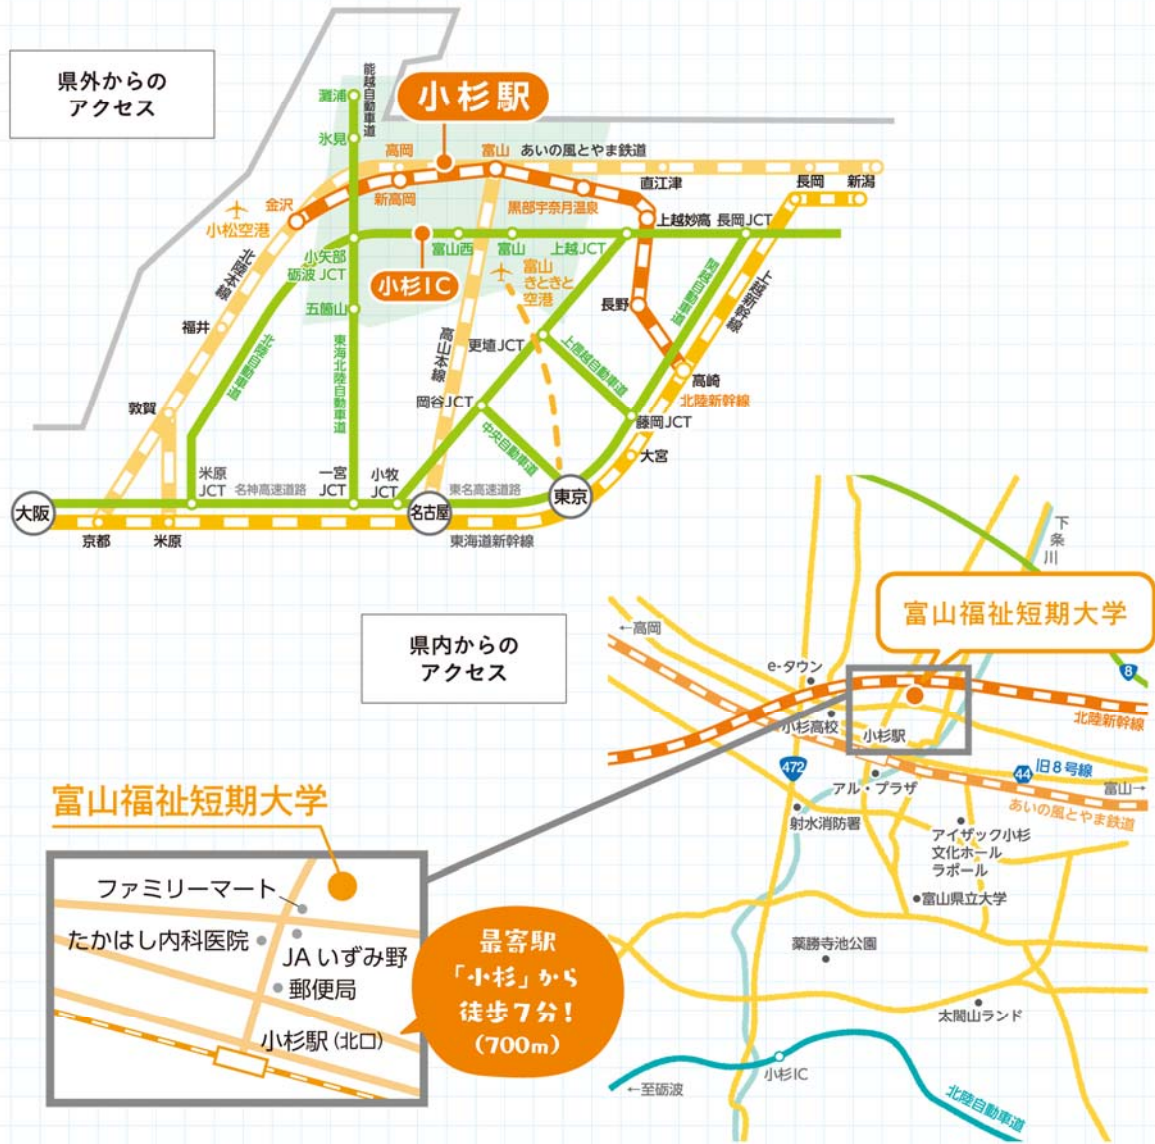 県外からの
アクセス
能越自動車道
灘浦
小杉駅
氷見
高岡
富山
あいの風とやま鉄道
直江津
長岡
新潟
新高岡
黒部宇奈月温泉
金沢
小松空港
上越妙高
長岡JCT
小矢部
砺波 JCT
富山西
富山
上越JCT
小杉IC
富山
きときと
空港
北陸本線
五箇山
長野
関越自動車道
上越新幹線
福井
北陸自動車道
東海北陸自動車道
高山本線
更埴JCT
上信越自動車道
高崎
北陸新幹線
敦賀
岡谷JCT
藤岡JCT
中央自動車道
大宮
米原
JCT
名神高速道路
一宮
JCT
小牧
JCT
東名高速道路
大阪
名古屋
東京
京都
米原
東海道新幹線
県内からの
アクセス
下条川
富山福祉短期大学
←高岡
e-タウン
8
北陸新幹線
小杉高校
小杉駅
472
44
旧8号線
アル・プラザ
富山→
あいの風とやま鉄道
射水消防署
アイザック小杉
文化ホール
ラポール
富山県立大学
薬勝寺池公園
太閤山ランド
小杉IC
←至砺波
北陸自動車道
富山福祉短期大学
ファミリーマート
たかはし内科医院
JA いずみ野
郵便局
小杉駅 (北口)
最寄駅
「小杉」から
徒歩7分!
(700m)